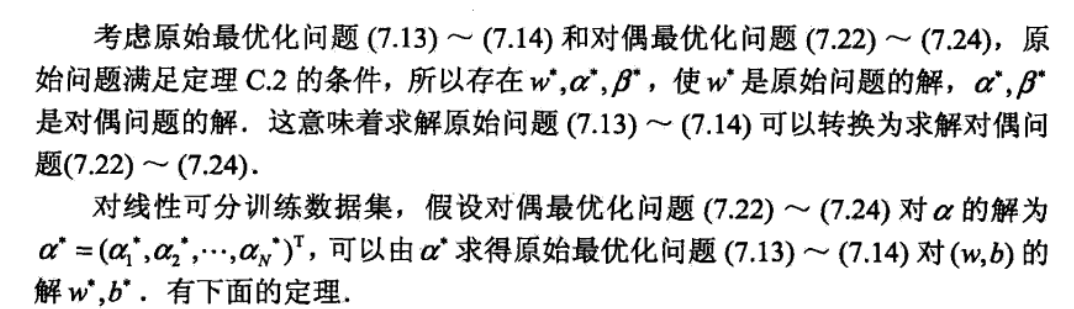 考虑原始最优化问题 (7.13) ～ (7.14) 和对偶最优化问题 (7.22) ～ (7.24)，原
始问题满足定理 C.2 的条件，所以存在 w*,α*,β*，使 w* 是原始问题的解，α*,β*
是对偶问题的解．这意味着求解原始问题 (7.13) ～ (7.14) 可以转换为求解对偶问
题(7.22) ～ (7.24)．
对线性可分训练数据集，假设对偶最优化问题 (7.22) ～ (7.24) 对 α 的解为
α* = (α₁*,α₂*,⋯,α_N*)ᵀ，可以由 α* 求得原始最优化问题 (7.13) ～ (7.14) 对 (w,b) 的
解 w*,b*．有下面的定理．